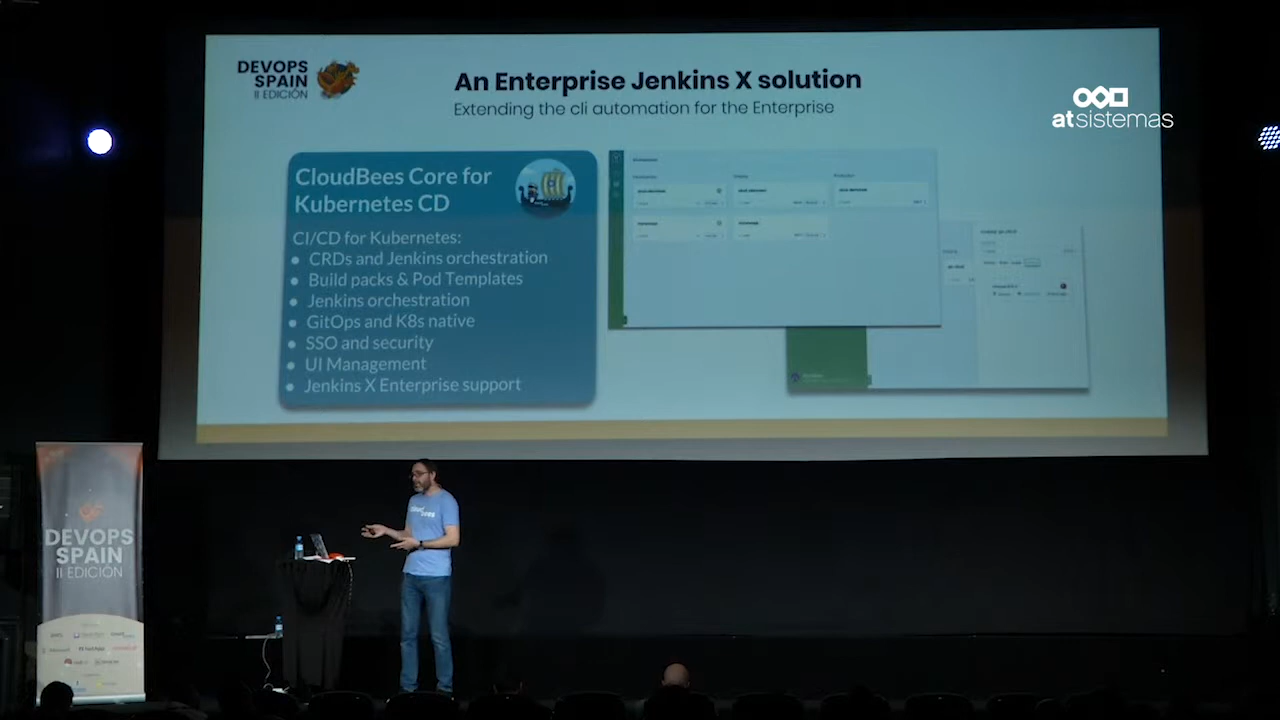 DEVOPS
SPAIN
II EDICIÓN
An Enterprise Jenkins X solution
Extending the cli automation for the Enterprise
atsistemas
CloudBees Core for
Kubernetes CD
CI/CD for Kubernetes:
● CRDs and Jenkins orchestration
● Build packs & Pod Templates
● Jenkins orchestration
● GitOps and K8s native
● SSO and security
● UI Management
● Jenkins X Enterprise support
DEVOPS
SPAIN
II EDICIÓN